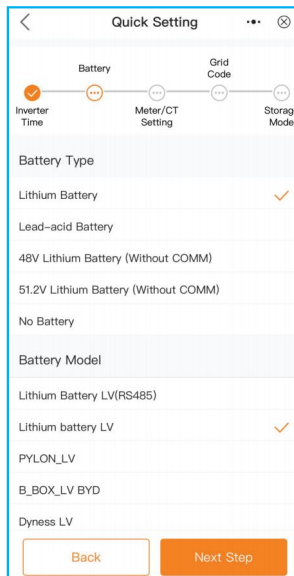 Quick Setting
Battery
Grid
Code
Inverter
Time
Meter/CT
Setting
Storag
Mode
Battery Type
Lithium Battery
Lead-acid Battery
48V Lithium Battery (Without COMM)
51.2V Lithium Battery (Without COMM)
No Battery
Battery Model
Lithium Battery LV(RS485)
Lithium battery LV
PYLON_LV
B_BOX_LV BYD
Dyness LV
Back
Next Step